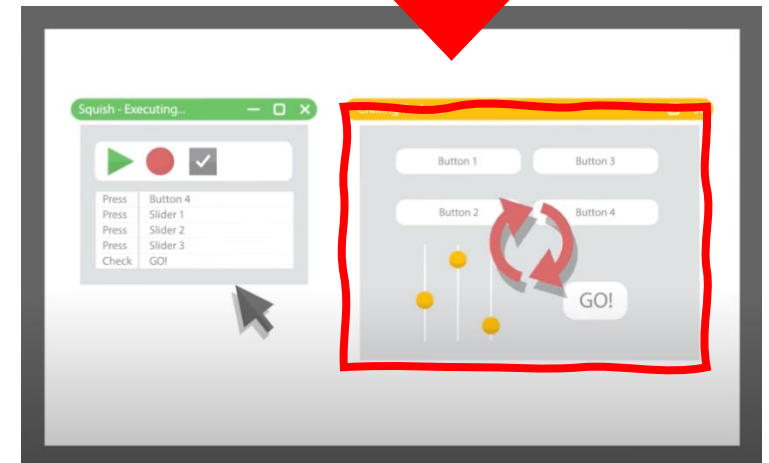 Squish - Executing...
Button 1
Button 3
Press Button 4
Press Slider 1
Press Slider 2
Press Slider 3
Check GO!
Button 2
Button 4
GO!